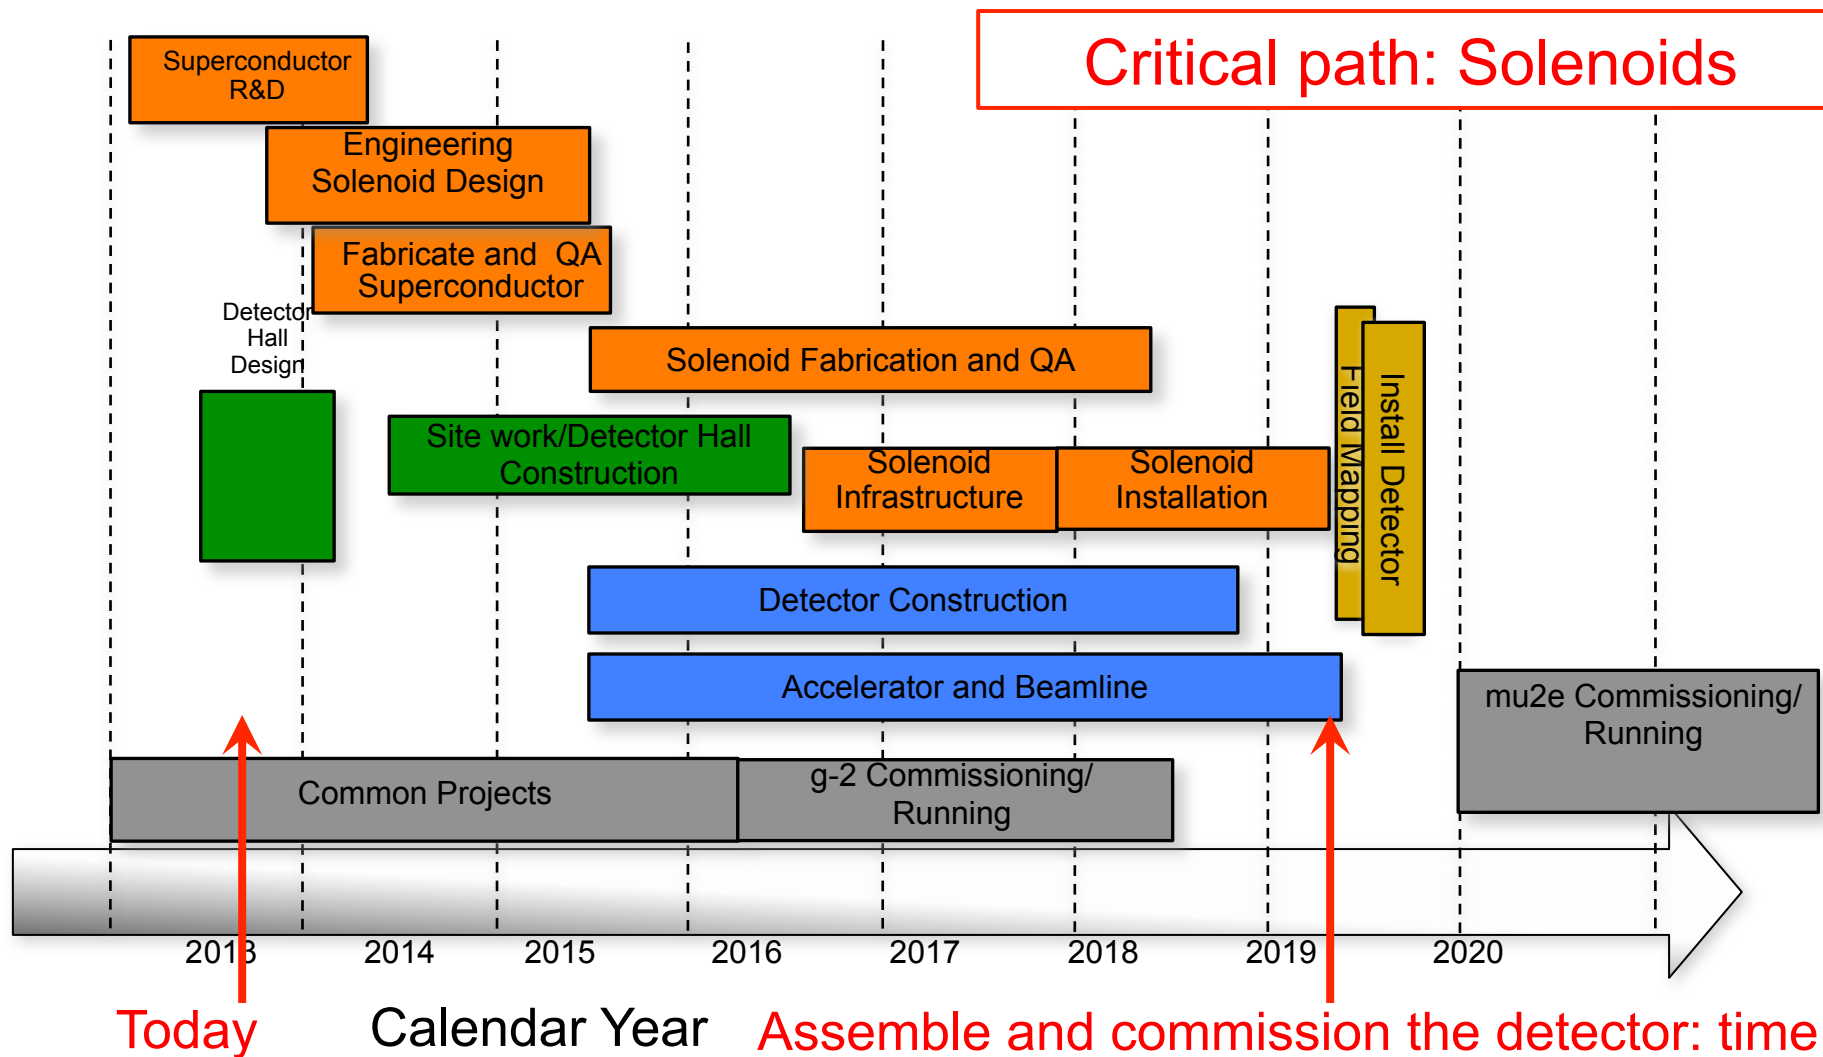 Critical path: Solenoids
Superconductor
R&D
Engineering
Solenoid Design
Fabricate and QA
Superconductor
Detector
Hall
Design
Solenoid Fabrication and QA
Site work/Detector Hall
Construction
Solenoid
Infrastructure
Solenoid
Installation
Field Mapping
Install Detector
Detector Construction
Accelerator and Beamline
mu2e Commissioning/
Running
Common Projects
g-2 Commissioning/
Running
2013 2014 2015 2016 2017 2018 2019 2020
Today
Calendar Year
Assemble and commission the detector: time